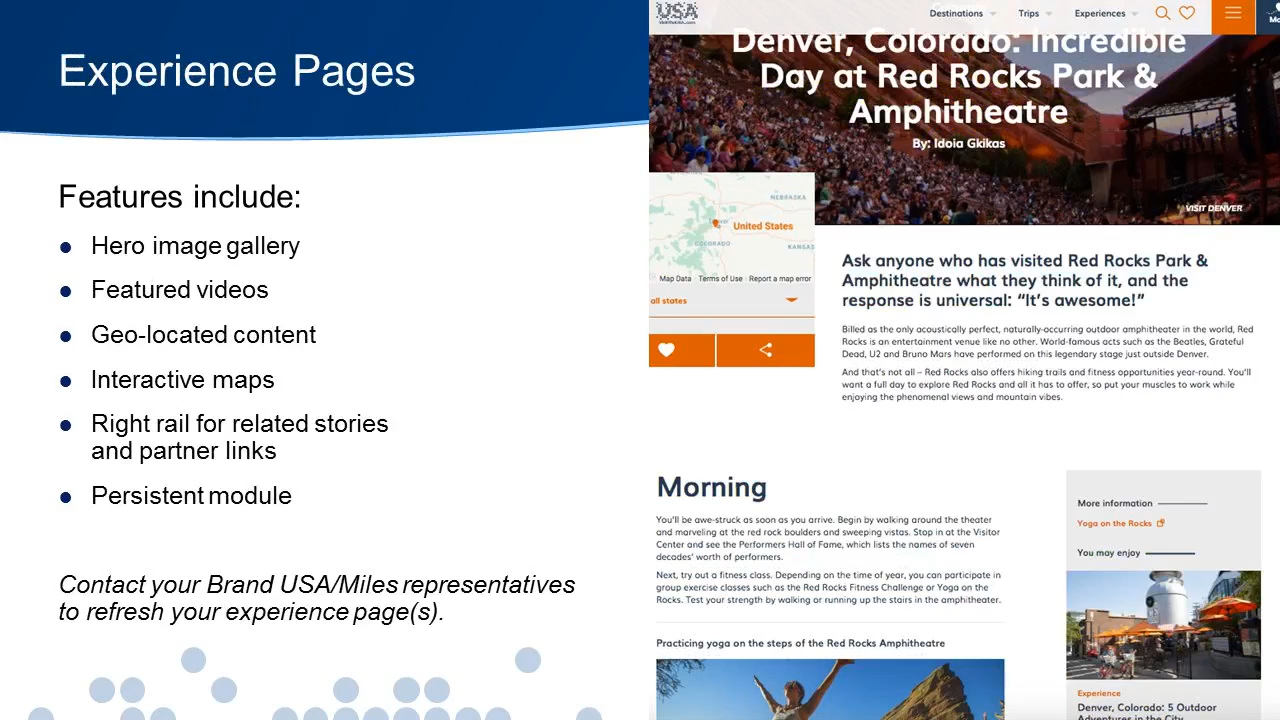 Experience Pages
Features include:
Hero image gallery
Featured videos
Geo-located content
Interactive maps
Right rail for related stories
and partner links
Persistent module
Contact your Brand USA/Miles representatives
to refresh your experience page(s).
USA
Destinations
Trips
Experiences
Denver, Colorado: Incredible
Day at Red Rocks Park &
Amphitheatre
By: Idoia Gkikas
VISIT DENVER
NEBRASKA
United States
COLORADO
KANSAS
Map Data Terms of Use Report a map error
all states
Ask anyone who has visited Red Rocks Park &
Amphitheatre what they think of it, and the
response is universal: “It’s awesome!”
Billed as the only acoustically perfect, naturally-occurring outdoor amphitheater in the world, Red
Rocks is an entertainment venue like no other. World-famous acts such as the Beatles, Grateful
Dead, U2 and Bruno Mars have performed on this legendary stage just outside Denver.
And that’s not all – Red Rocks also offers hiking trails and fitness opportunities year-round. You’ll
want a full day to explore Red Rocks and all it has to offer, so put your muscles to work while
enjoying the phenomenal views and mountain vibes.
Morning
You’ll be awe-struck as soon as you arrive. Begin by walking around the theater
and marveling at the red rock boulders and sweeping vistas. Stop in at the Visitor
Center and see the Performers Hall of Fame, which lists the names of seven
decades’ worth of performers.
Next, try out a fitness class. Depending on the time of year, you can participate in
group exercise classes such as the Red Rocks Fitness Challenge or Yoga on the
Rocks. Test your strength by walking or running up the stairs in the amphitheater.
Practicing yoga on the steps of the Red Rocks Amphitheatre
More information
Yoga on the Rocks
You may enjoy
Experience
Denver, Colorado: 5 Outdoor
Adventures in the City